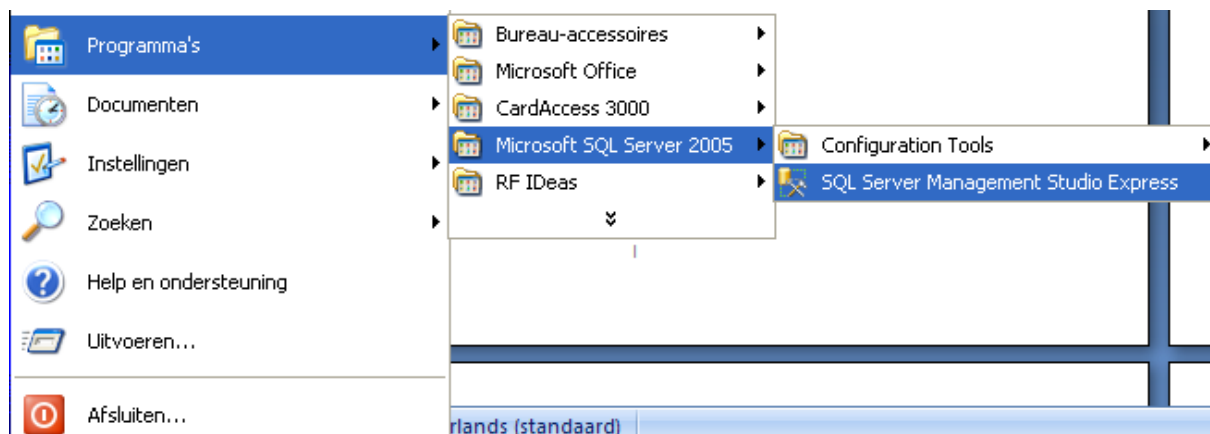 Programma's
Documenten
Instellingen
Zoeken
Help en ondersteuning
Uitvoeren...
Afsluiten...
Bureau-accessoires
Microsoft Office
CardAccess 3000
Microsoft SQL Server 2005
RF IDeas
Configuration Tools
SQL Server Management Studio Express
rlands (standaard)